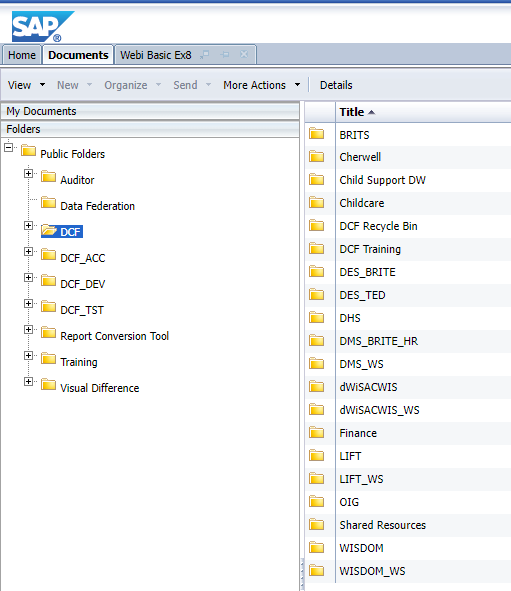 SAP®
Home Documents Webi Basic Ex8
View New Organize Send More Actions Details
My Documents
Folders
Public Folders
Auditor
Data Federation
DCF
DCF_ACC
DCF_DEV
DCF_TST
Report Conversion Tool
Training
Visual Difference
Title
BRITS
Cherwell
Child Support DW
Childcare
DCF Recycle Bin
DCF Training
DES_BRITE
DES_TED
DHS
DMS_BRITE_HR
DMS_WS
dWiSACWIS
dWiSACWIS_WS
Finance
LIFT
LIFT_WS
OIG
Shared Resources
WISDOM
WISDOM_WS